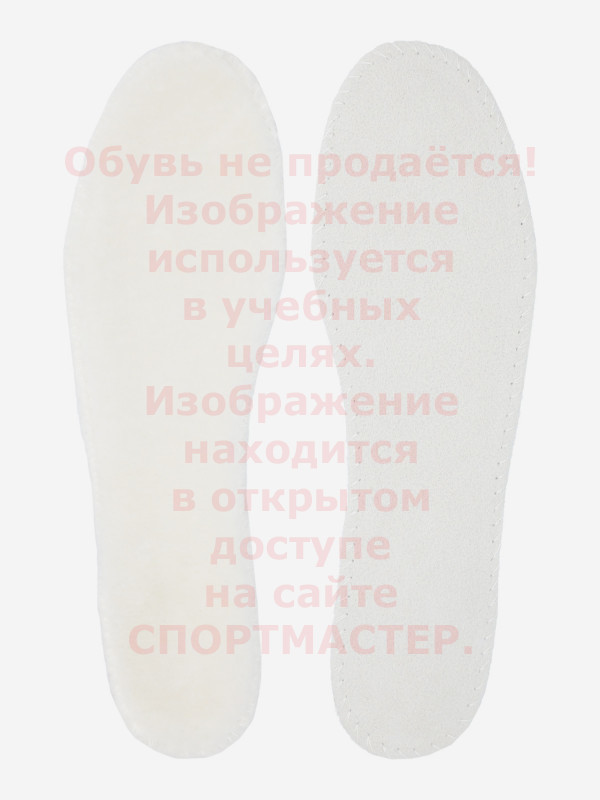 Обувь не продаётся!
Изображение
используется
в учебных
целях.
Изображение
находится
в открытом
доступе
на сайте
СПОРТМАСТЕР.